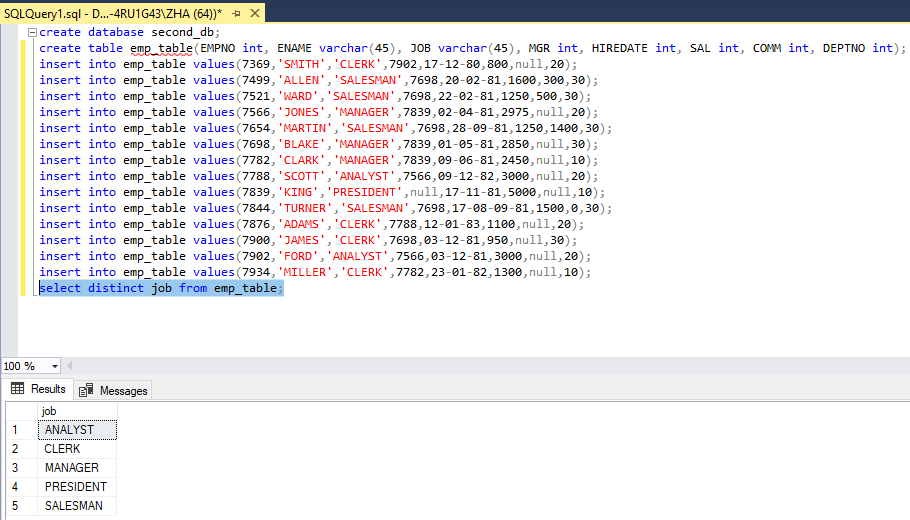 SQLQuery1.sql - D...-4RU1G43\ZHA (64))*
create database second_db;
create table emp_table(EMPNO int, ENAME varchar(45), JOB varchar(45), MGR int, HIREDATE int, SAL int, COMM int, DEPTNO int);
insert into emp_table values(7369,'SMITH','CLERK',7902,17-12-80,800,null,20);
insert into emp_table values(7499,'ALLEN','SALESMAN',7698,20-02-81,1600,300,30);
insert into emp_table values(7521,'WARD','SALESMAN',7698,22-02-81,1250,500,30);
insert into emp_table values(7566,'JONES','MANAGER',7839,02-04-81,2975,null,20);
insert into emp_table values(7654,'MARTIN','SALESMAN',7698,28-09-81,1250,1400,30);
insert into emp_table values(7698,'BLAKE','MANAGER',7839,01-05-81,2850,null,30);
insert into emp_table values(7782,'CLARK','MANAGER',7839,09-06-81,2450,null,10);
insert into emp_table values(7788,'SCOTT','ANALYST',7566,09-12-82,3000,null,20);
insert into emp_table values(7839,'KING','PRESIDENT',null,17-11-81,5000,null,10);
insert into emp_table values(7844,'TURNER','SALESMAN',7698,17-08-09-81,1500,0,30);
insert into emp_table values(7876,'ADAMS','CLERK',7788,12-01-83,1100,null,20);
insert into emp_table values(7900,'JAMES','CLERK',7698,03-12-81,950,null,30);
insert into emp_table values(7902,'FORD','ANALYST',7566,03-12-81,3000,null,20);
insert into emp_table values(7934,'MILLER','CLERK',7782,23-01-82,1300,null,10);
select distinct job from emp_table;
100 %
Results Messages
job
1 ANALYST
2 CLERK
3 MANAGER
4 PRESIDENT
5 SALESMAN